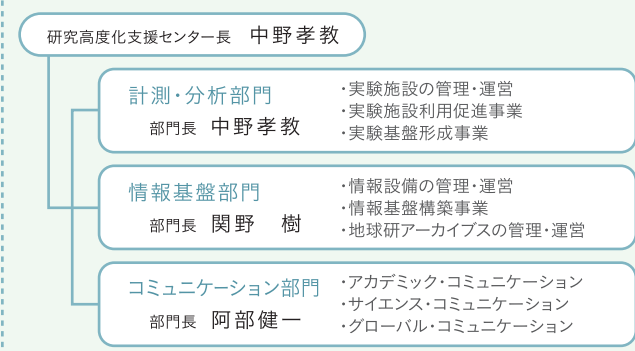 研究高度化支援センター長　中野孝教
計測・分析部門
部門長　中野孝教
・実験施設の管理・運営
・実験施設利用促進事業
・実験基盤形成事業
情報基盤部門
部門長　関野　樹
・情報設備の管理・運営
・情報基盤構築事業
・地球研アーカイブスの管理・運営
コミュニケーション部門
部門長　阿部健一
・アカデミック・コミュニケーション
・サイエンス・コミュニケーション
・グローバル・コミュニケーション